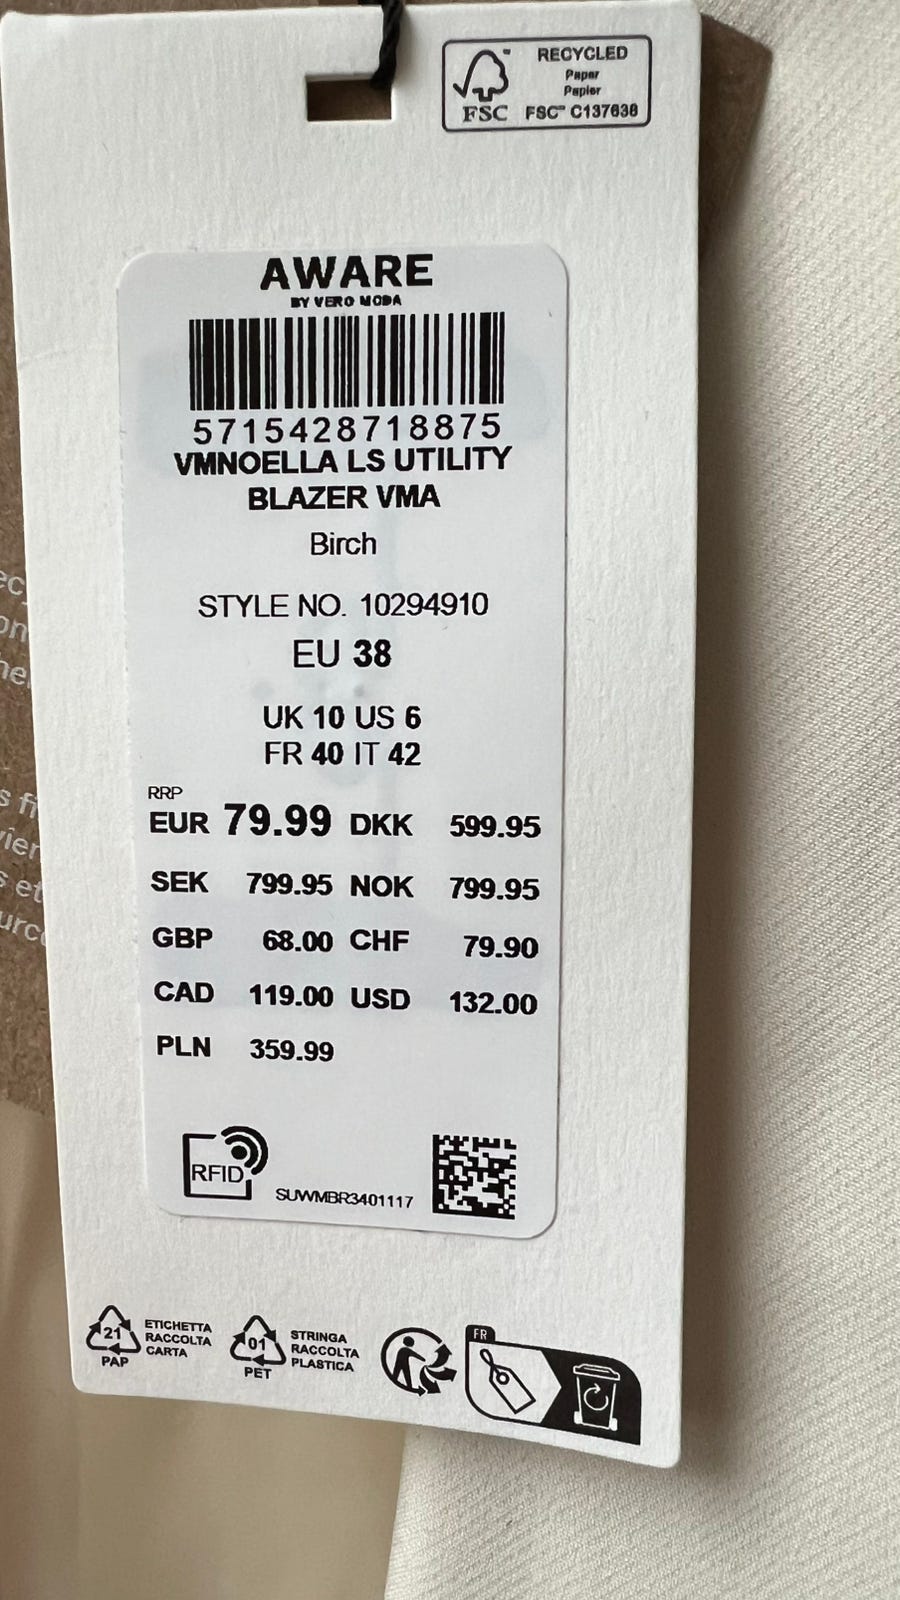 RECYCLED
Paper
Papier
FSC FSC™ C137638
AWARE
BY VERO MODA
5715428718875
VMNOELLA LS UTILITY
BLAZER VMA
Birch
STYLE NO. 10294910
EU 38
UK 10 US 6
FR 40 IT 42
RRP
EUR 79.99 DKK 599.95
SEK 799.95 NOK 799.95
GBP 68.00 CHF 79.90
CAD 119.00 USD 132.00
PLN 359.99
RFID
SUWMBR3401117
21
PAP
ETICHETTA
RACCOLTA
CARTA
01
PET
STRINGA
RACCOLTA
PLASTICA
FR